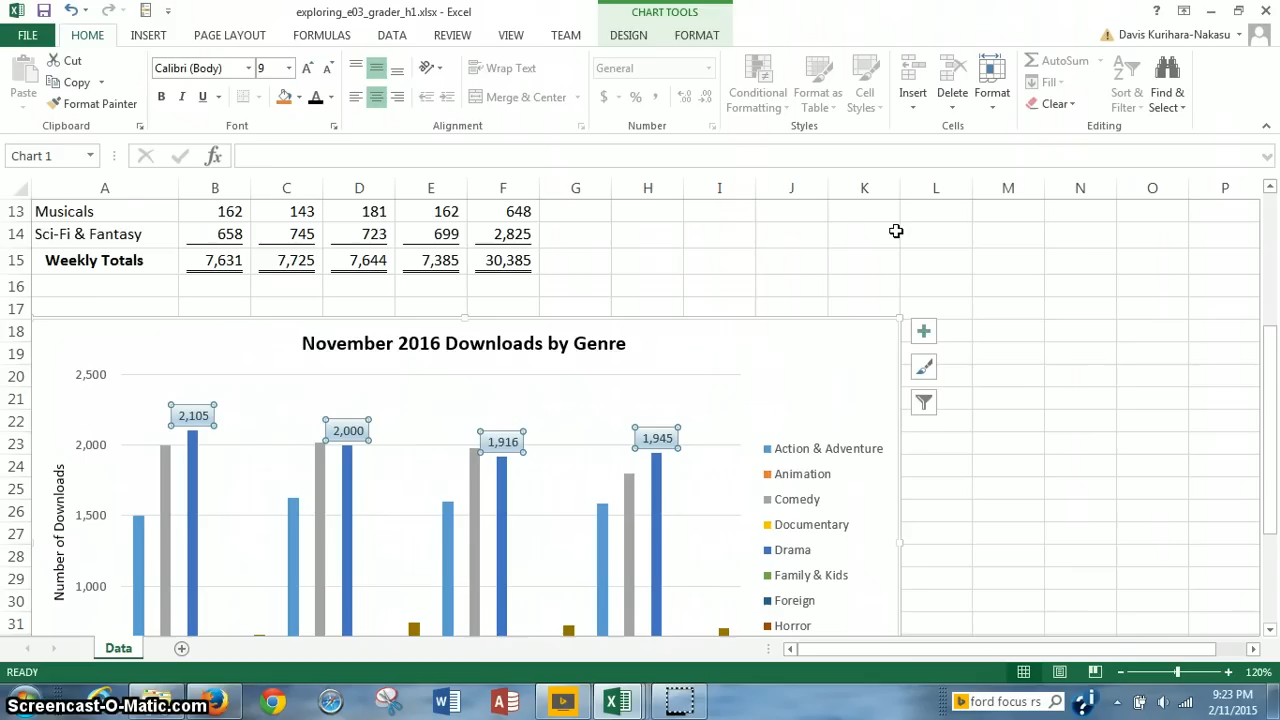 exploring_e03_grader_h1.xlsx - Excel
CHART TOOLS
?
FILE
HOME
INSERT
PAGE LAYOUT
FORMULAS
DATA
REVIEW
VIEW
TEAM
DESIGN
FORMAT
Davis Kurihara-Nakasu
Paste
Cut
Copy
Format Painter
Clipboard
Calibri (Body)
9
B I U
Font
Wrap Text
Merge & Center
Alignment
General
$ % ,
Number
Conditional Formatting
Format as Table
Cell Styles
Styles
Insert
Delete
Format
Cells
AutoSum
Fill
Clear
Sort & Filter
Find & Select
Editing
Chart 1
fx
A B C D E F G H I J K L M N O P
13 Musicals 162 143 181 162 648
14 Sci-Fi & Fantasy 658 745 723 699 2,825
15 Weekly Totals 7,631 7,725 7,644 7,385 30,385
16
17
18
19
20
21
22
23
24
25
26
27
28
29
30
31
November 2016 Downloads by Genre
Number of Downloads
2,500
2,000
1,500
1,000
2,105
2,000
1,916
1,945
Action & Adventure
Animation
Comedy
Documentary
Drama
Family & Kids
Foreign
Horror
Data
READY
120%
Screencast-O-Matic.com
ford focus rs
9:23 PM
2/11/2015